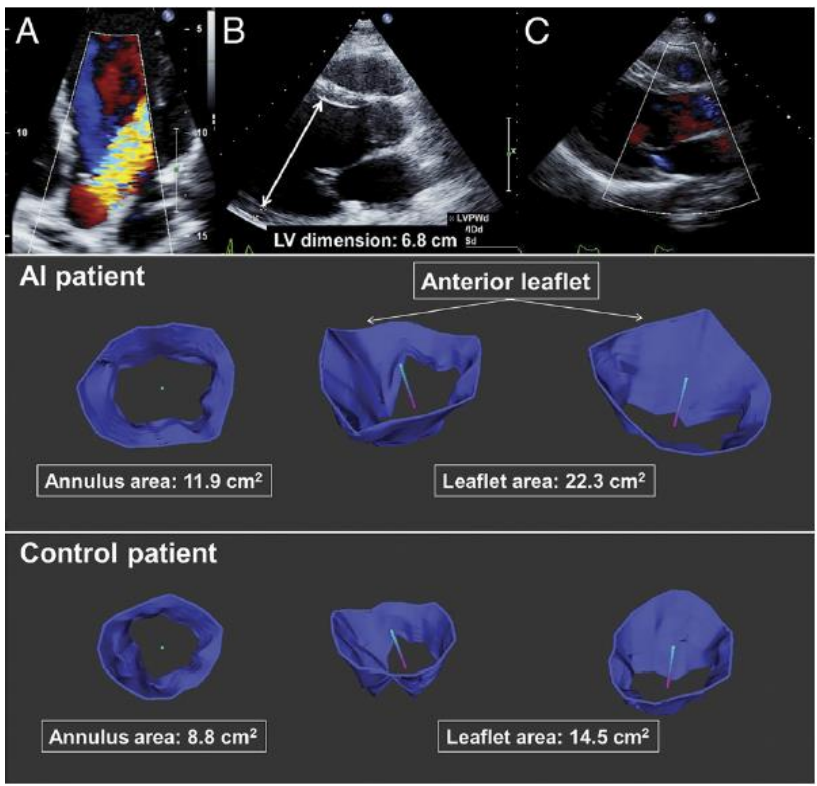 A
B
C
5
10
15
10
x
LVPWd
LV dimension: 6.8 cm
AI patient
Anterior leaflet
Annulus area: 11.9 cm²
Leaflet area: 22.3 cm²
Control patient
Annulus area: 8.8 cm²
Leaflet area: 14.5 cm²